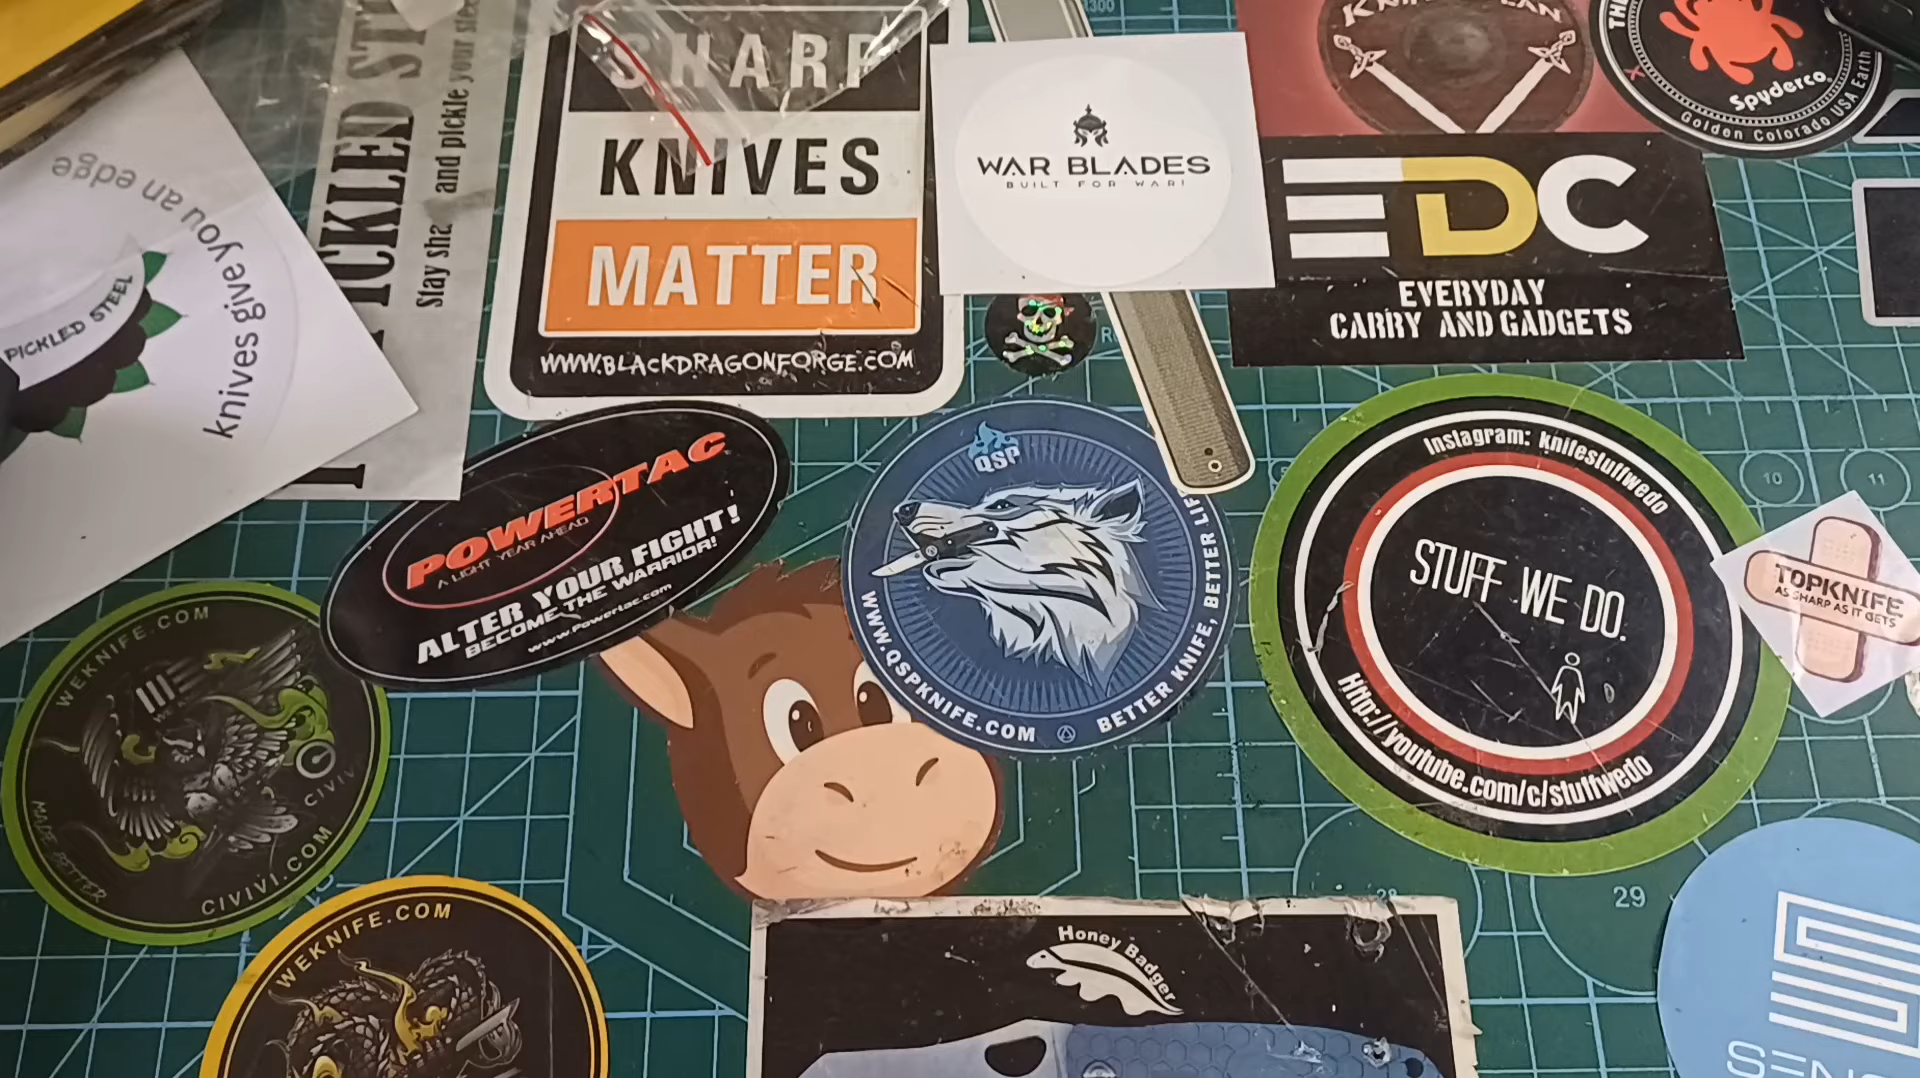 knives give you an edge
PICKLED STEEL
Stay
and pickle your
SHARP
KNIVES
MATTER
WWW.BLACKDRAGONFORGE.COM
WAR BLADES
BUILT FOR WAR!
EDC
EVERYDAY
CARRY AND GADGETS
Spyderco
Golden Colorado USA Earth
POWERTAC
A LIGHT YEAR AHEAD
ALTER YOUR FIGHT!
BECOME THE WARRIOR!
www.Powertac.com
QSP
WWW.QSPKNIFE.COM
BETTER KNIFE, BETTER LIFE
Instagram: knifestuffwedo
STUFF WE DO.
Http://youtube.com/c/stuffwedo
TOPKNIFE
AS SHARP AS IT GETS
10
11
28
29
WEKNIFE.COM
MADE BETTER
CIVIVI.COM
WEKNIFE.COM
Honey Badger